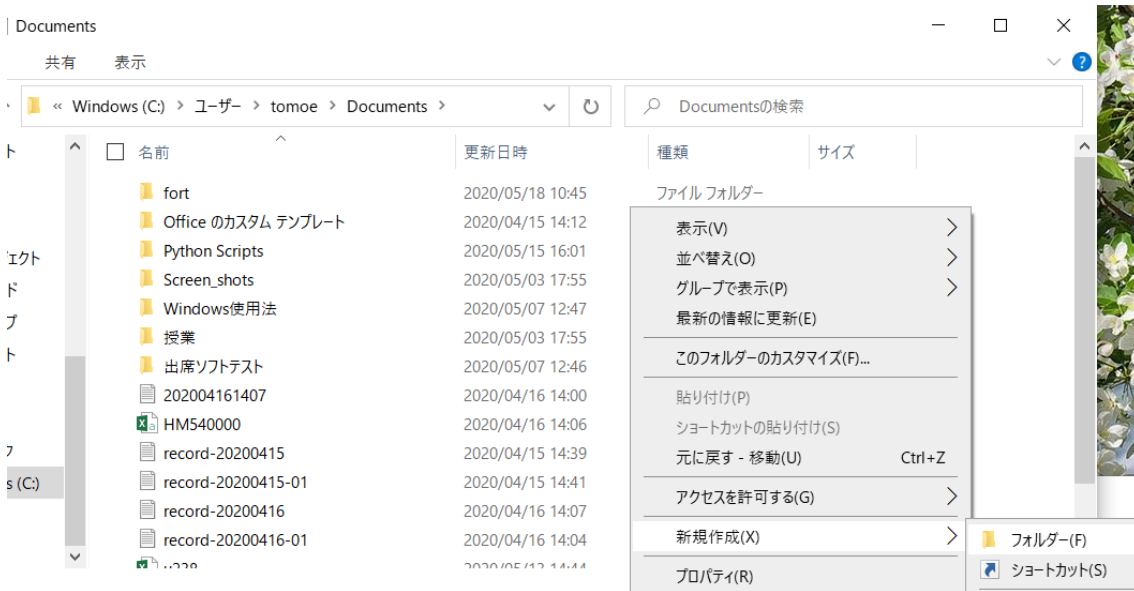 Documents
共有 表示
« Windows (C:) > ユーザー > tomoe > Documents >
Documentsの検索
名前 更新日時 種類 サイズ
fort 2020/05/18 10:45 ファイル フォルダー
Office のカスタム テンプレート 2020/04/15 14:12
Python Scripts 2020/05/15 16:01
Screen_shots 2020/05/03 17:55
Windows使用法 2020/05/07 12:47
授業 2020/05/03 17:55
出席ソフトテスト 2020/05/07 12:46
202004161407 2020/04/16 14:00
HM540000 2020/04/16 14:06
record-20200415 2020/04/15 14:39
record-20200415-01 2020/04/15 14:41
record-20200416 2020/04/16 14:07
record-20200416-01 2020/04/16 14:04
ト
ェクト
ド
プ
ト
ク
s (C:)
表示(V)
並べ替え(O)
グループで表示(P)
最新の情報に更新(E)
このフォルダーのカスタマイズ(F)...
貼り付け(P)
ショートカットの貼り付け(S)
元に戻す - 移動(U) Ctrl+Z
アクセスを許可する(G)
新規作成(X)
プロパティ(R)
フォルダー(F)
ショートカット(S)